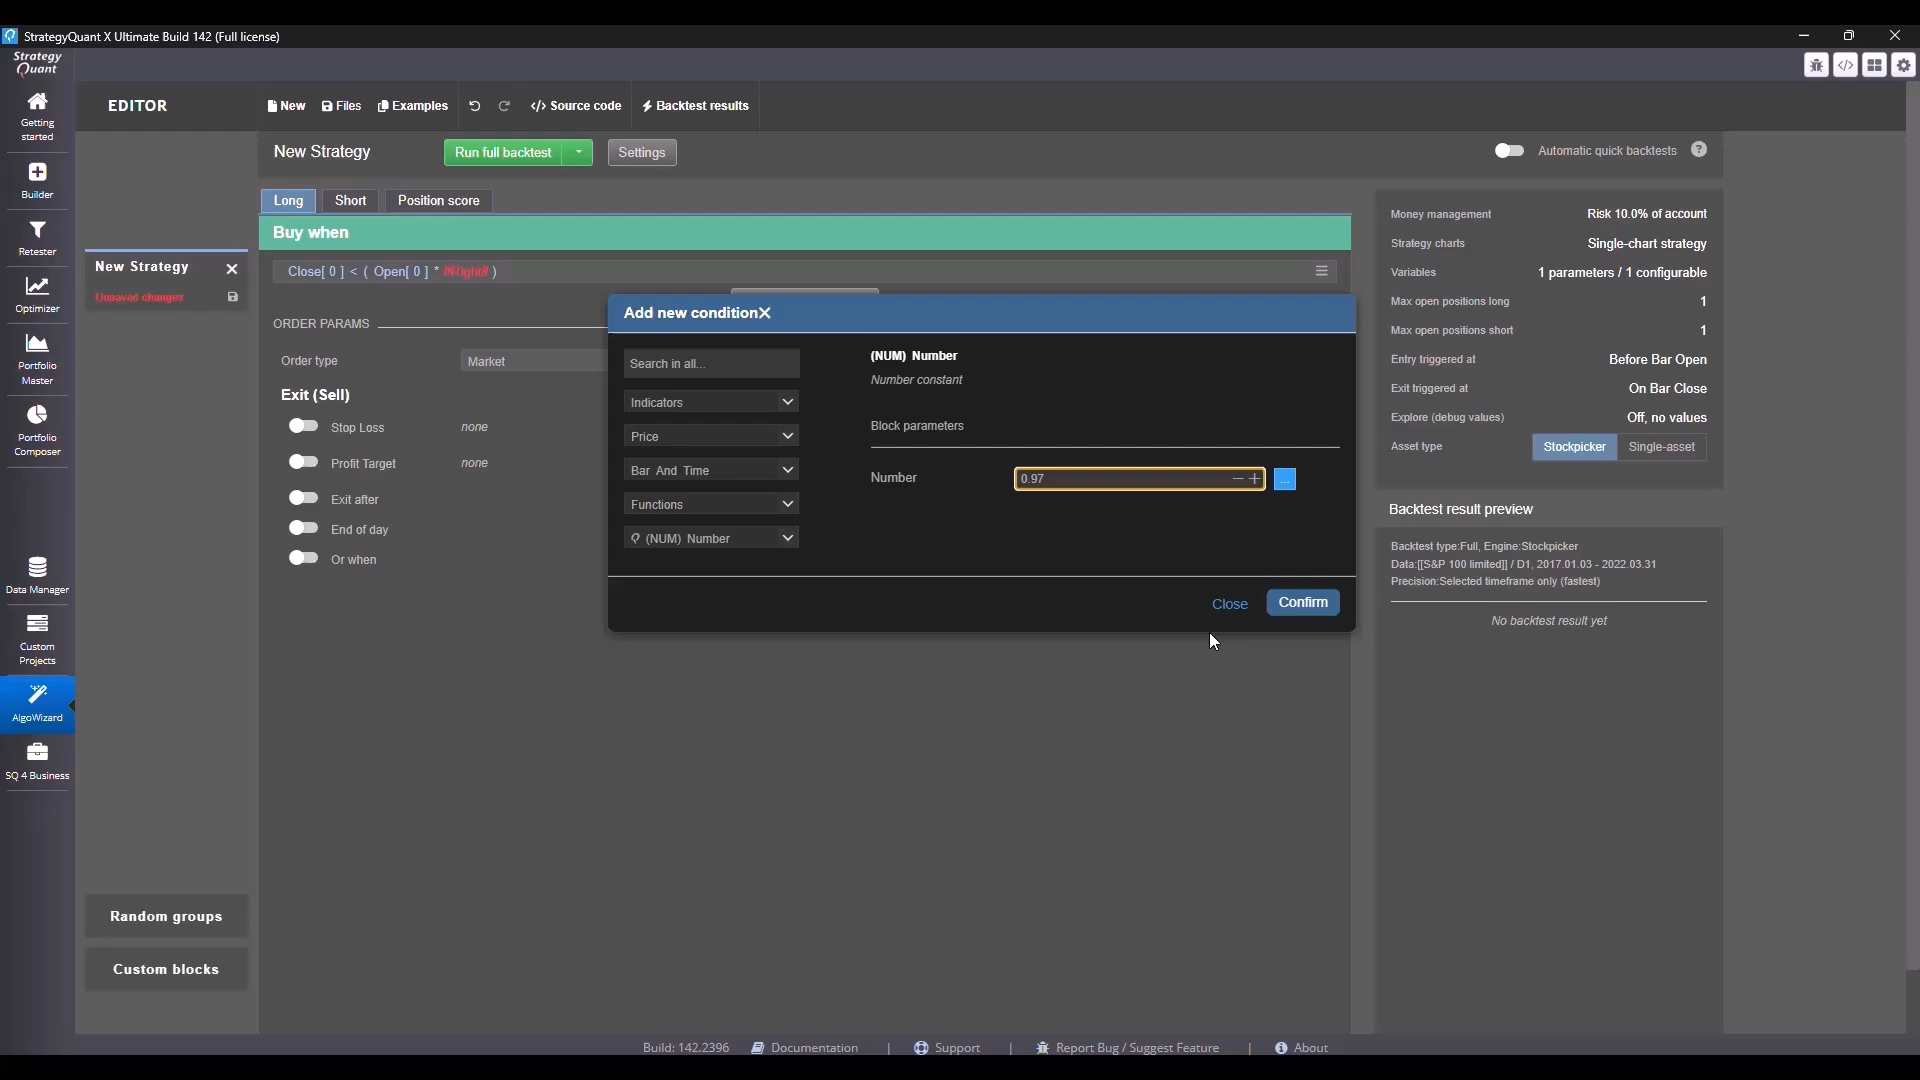 StrategyQuant X Ultimate Build 142 (Full license)
Strategy
Quant
EDITOR
New
Files
Examples
</> Source code
Backtest results
Getting
started
Builder
Retester
Optimizer
Portfolio
Master
Portfolio
Composer
Data Manager
Custom
Projects
AlgoWizard
SQ 4 Business
New Strategy
Unsaved changes
Random groups
Custom blocks
New Strategy
Run full backtest
Settings
Automatic quick backtests
?
Long
Short
Position score
Buy when
Close[ 0 ] < ( Open[ 0 ] * #Right# )
ORDER PARAMS
Order type
Market
Exit (Sell)
Stop Loss
none
Profit Target
none
Exit after
End of day
Or when
Add new condition
Search in all...
Indicators
Price
Bar And Time
Functions
(NUM) Number
(NUM) Number
Number constant
Block parameters
Number
0.97
...
Close
Confirm
Money management
Risk 10.0% of account
Strategy charts
Single-chart strategy
Variables
1 parameters / 1 configurable
Max open positions long
1
Max open positions short
1
Entry triggered at
Before Bar Open
Exit triggered at
On Bar Close
Explore (debug values)
Off, no values
Asset type
Stockpicker
Single-asset
Backtest result preview
Backtest type:Full, Engine:Stockpicker
Data:[[S&P 100 limited]] / D1, 2017.01.03 - 2022.03.31
Precision:Selected timeframe only (fastest)
No backtest result yet
Build: 142.2396
Documentation
|
Support
|
Report Bug / Suggest Feature
|
About